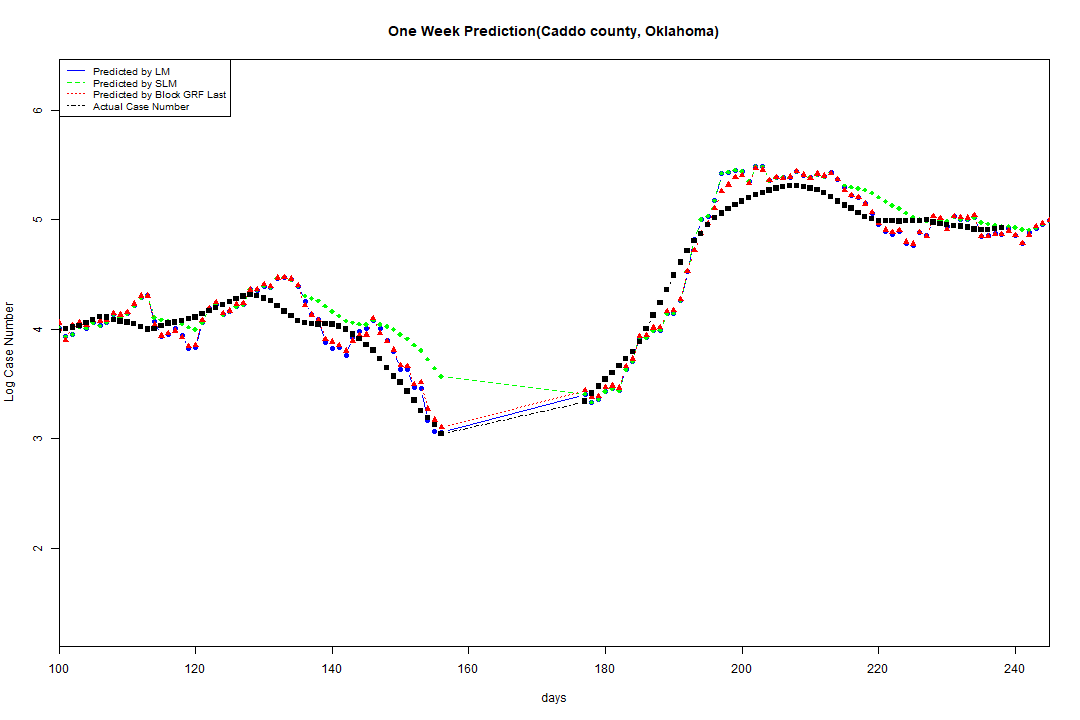 One Week Prediction(Caddo county, Oklahoma)
Predicted by LM
Predicted by SLM
Predicted by Block GRF Last
Actual Case Number
6
5
4
3
2
Log Case Number
100 120 140 160 180 200 220 240
days